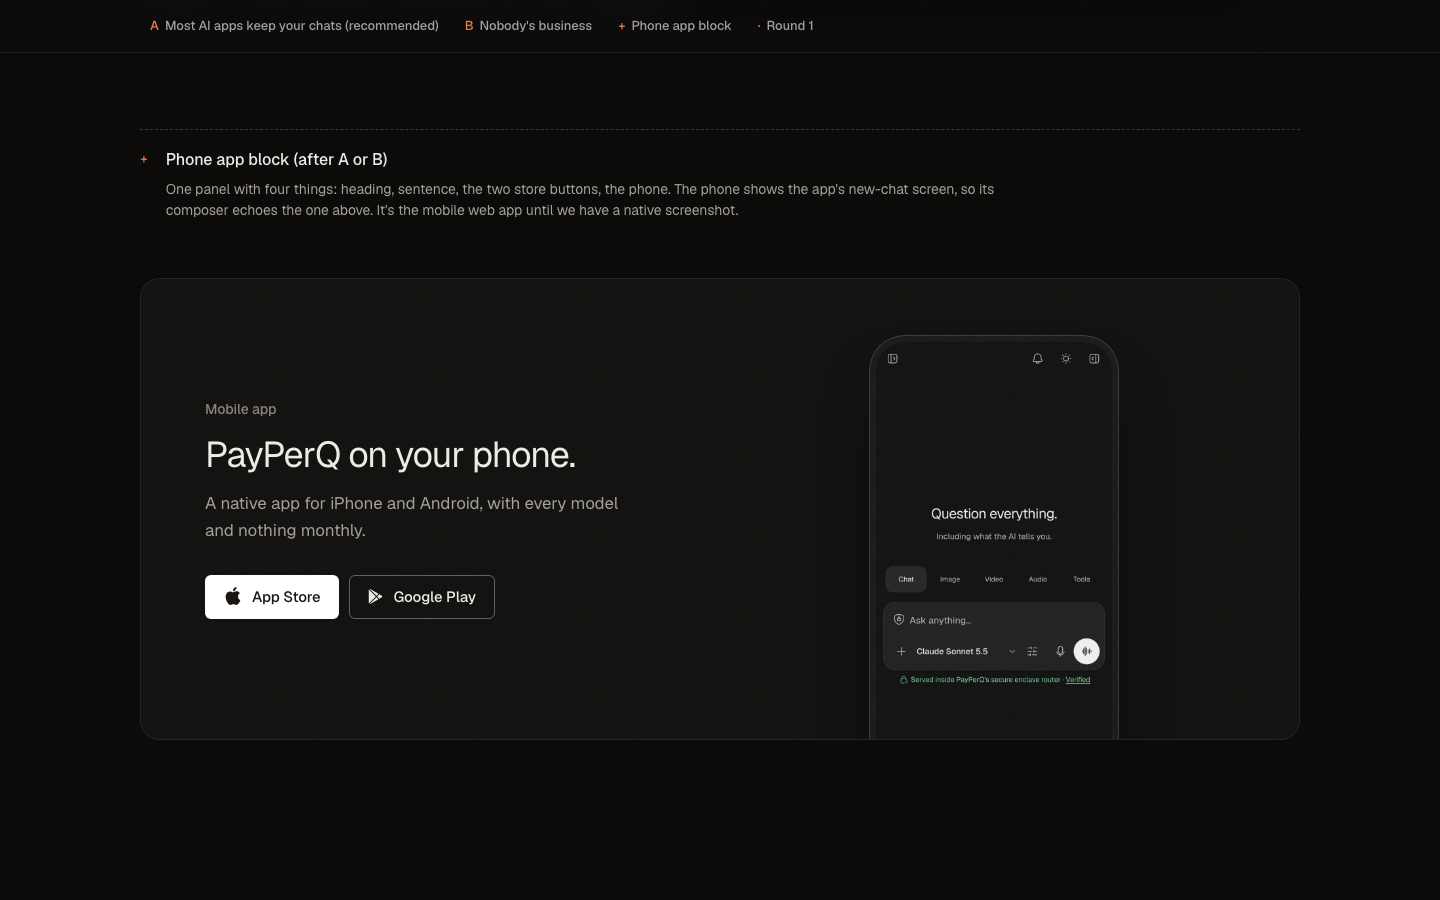 A Most AI apps keep your chats (recommended) B Nobody's business + Phone app block · Round 1
+ Phone app block (after A or B)
One panel with four things: heading, sentence, the two store buttons, the phone. The phone shows the app's new-chat screen, so its
composer echoes the one above. It's the mobile web app until we have a native screenshot.
Mobile app
PayPerQ on your phone.
A native app for iPhone and Android, with every model
and nothing monthly.
App Store Google Play
Question everything.
Including what the AI tells you.
Chat Image Video Audio Tools
Ask anything...
Claude Sonnet 5.5
Served inside PayPerQ's secure enclave router · Verified